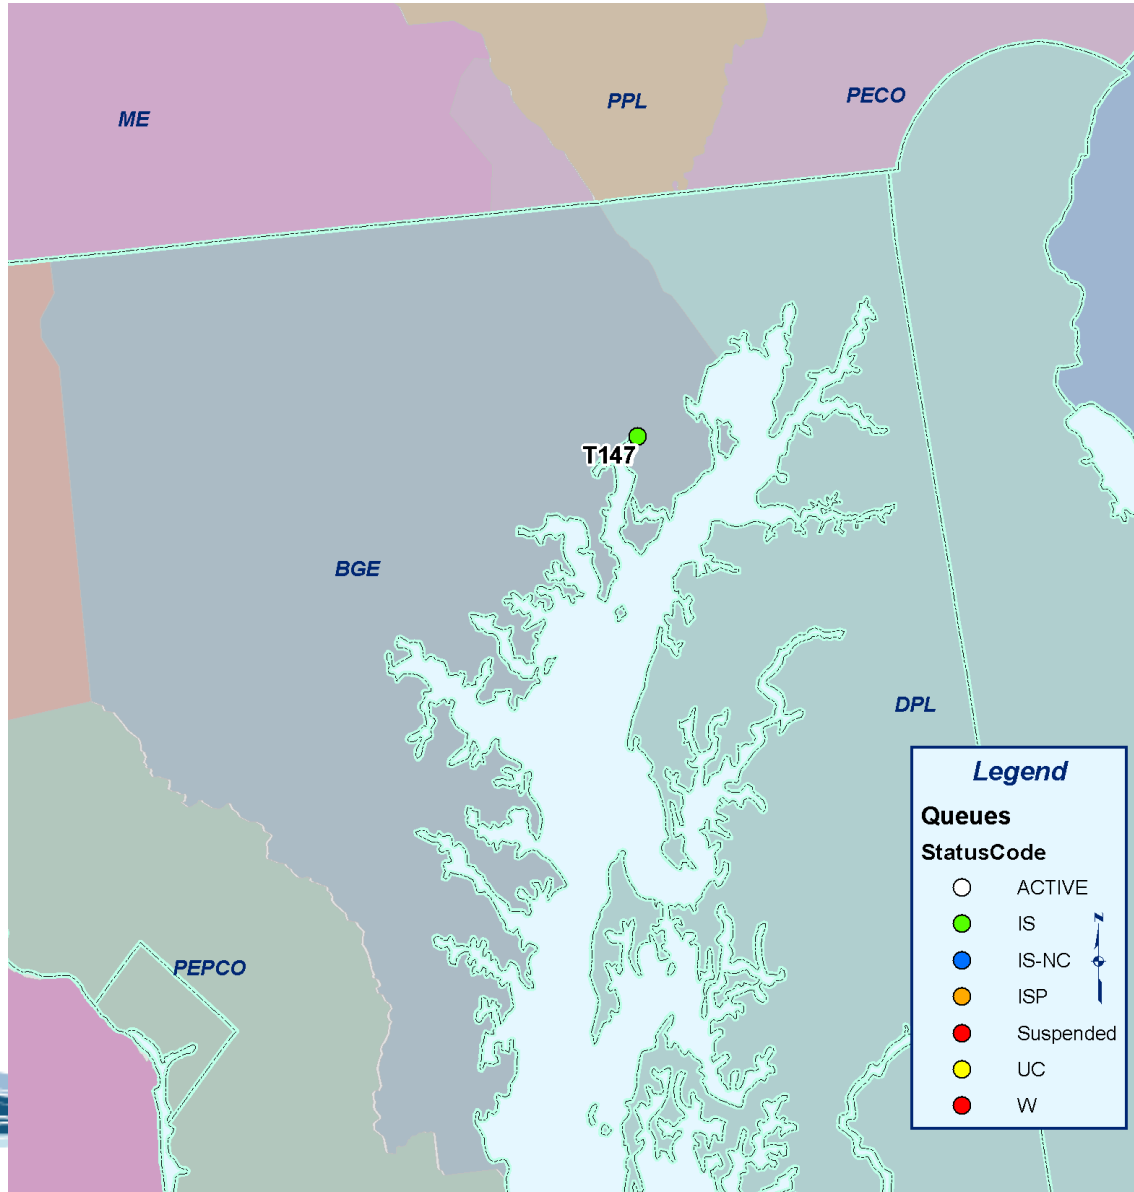 ME
PPL
PECO
T147
BGE
DPL
PEPCO
Legend
Queues
StatusCode
ACTIVE
IS
IS-NC
ISP
Suspended
UC
W
N